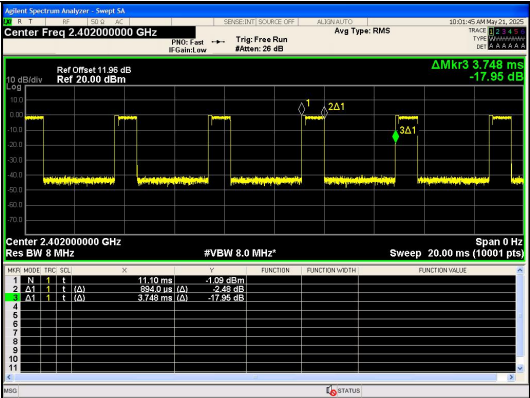 Agilent Spectrum Analyzer - Swept SA
R T RF 50 Ω AC SENSE:INT SOURCE OFF ALIGNAUTO 10:01:45 AM May 21, 2025
Center Freq 2.402000000 GHz
PNO: Fast
IFGain:Low
Trig: Free Run
#Atten: 26 dB
Avg Type: RMS
TRACE 1 2 3 4 5 6
TYPE
DET A A A A A A
ΔMkr3 3.748 ms
-17.95 dB
Ref Offset 11.96 dB
Ref 20.00 dBm
10 dB/div
Log
10.0
0.00
-10.0
-20.0
-30.0
-40.0
-50.0
-60.0
-70.0
1
2Δ1
3Δ1
Center 2.402000000 GHz Span 0 Hz
Res BW 8 MHz #VBW 8.0 MHz* Sweep 20.00 ms (10001 pts)
MKR MODE TRC SCL X Y FUNCTION FUNCTION WIDTH FUNCTION VALUE
1 N 1 t 11.10 ms -1.09 dBm
2 Δ1 1 t (Δ) 894.0 us (Δ) -2.48 dB
3 Δ1 1 t (Δ) 3.748 ms (Δ) -17.95 dB
4
5
6
7
8
9
10
11
MSG STATUS